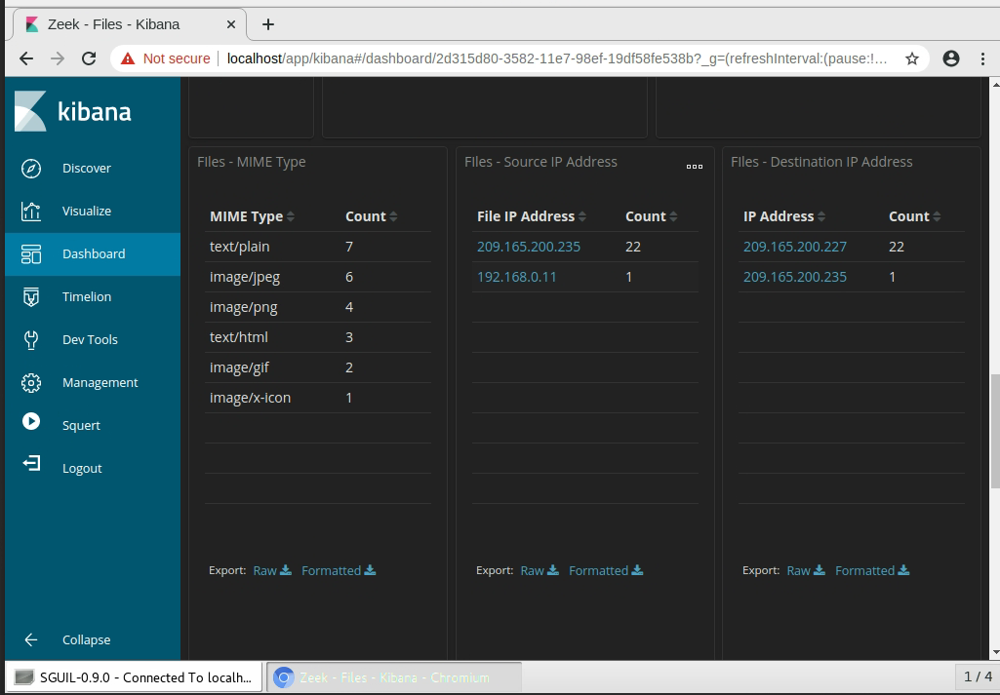 Zeek - Files - Kibana
Not secure localhost/app/kibana#/dashboard/2d315d80-3582-11e7-98ef-19df58fe538b?_g=(refreshInterval:(pause:!...
kibana
Discover
Visualize
Dashboard
Timelion
Dev Tools
Management
Squert
Logout
Collapse
FIles - MIME Type
MIME Type Count
text/plain 7
image/jpeg 6
image/png 4
text/html 3
image/gif 2
image/x-icon 1
Export: Raw Formatted
FIles - Source IP Address
File IP Address Count
209.165.200.235 22
192.168.0.11 1
Export: Raw Formatted
FIles - Destination IP Address
IP Address Count
209.165.200.227 22
209.165.200.235 1
Export: Raw Formatted
SGUIL-0.9.0 - Connected To localh...
Zeek - Files - Kibana - Chromium
1 / 4